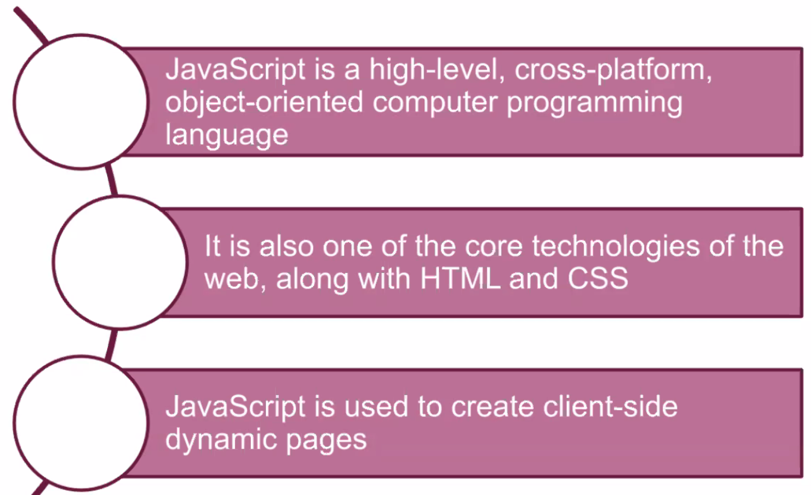 JavaScript is a high-level, cross-platform,
object-oriented computer programming
language
It is also one of the core technologies of the
web, along with HTML and CSS
JavaScript is used to create client-side
dynamic pages